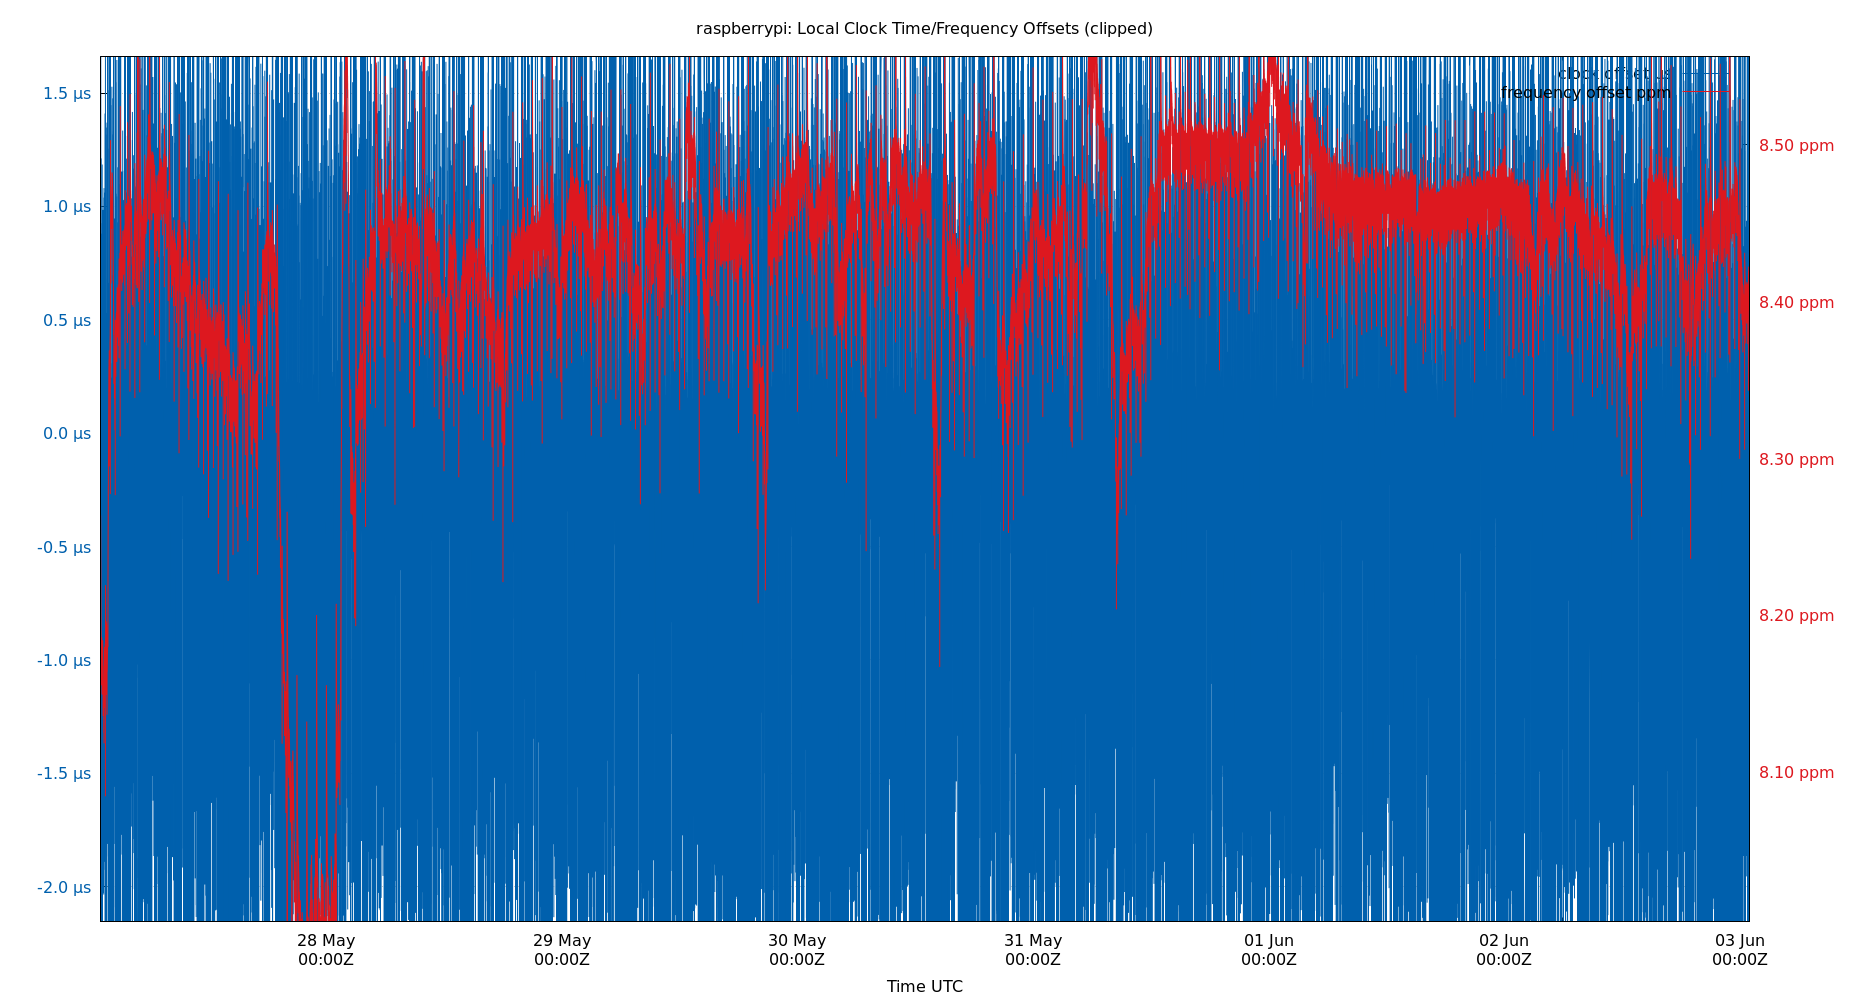 raspberrypi: Local Clock Time/Frequency Offsets (clipped)
clock offset µs
frequency offset ppm
1.5 µs
1.0 µs
0.5 µs
0.0 µs
-0.5 µs
-1.0 µs
-1.5 µs
-2.0 µs
8.50 ppm
8.40 ppm
8.30 ppm
8.20 ppm
8.10 ppm
28 May
00:00Z
29 May
00:00Z
30 May
00:00Z
31 May
00:00Z
01 Jun
00:00Z
02 Jun
00:00Z
03 Jun
00:00Z
Time UTC